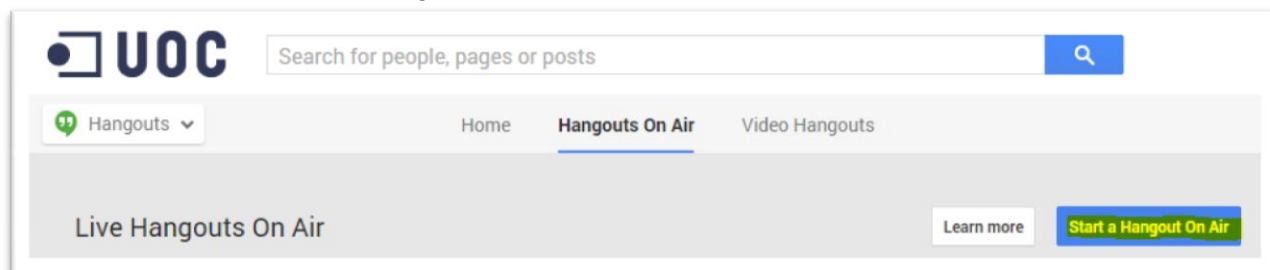 UOC
Search for people, pages or posts
Hangouts
Home Hangouts On Air Video Hangouts
Live Hangouts On Air
Learn more Start a Hangout On Air